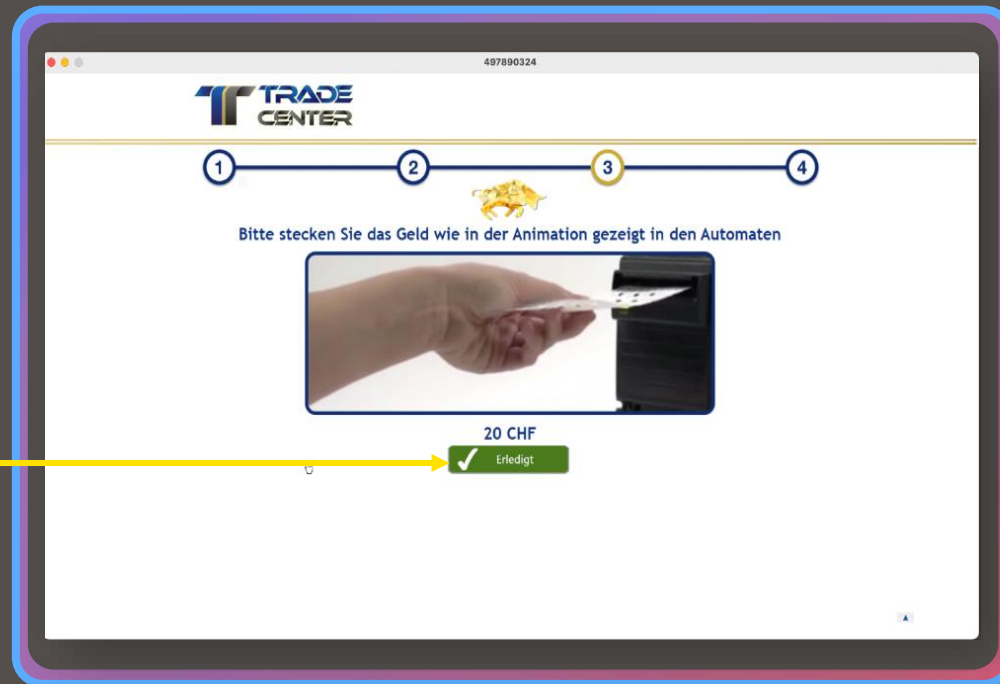 497890324
TRADE
CENTER
1 2 3 4
Bitte stecken Sie das Geld wie in der Animation gezeigt in den Automaten
20 CHF
Erledigt